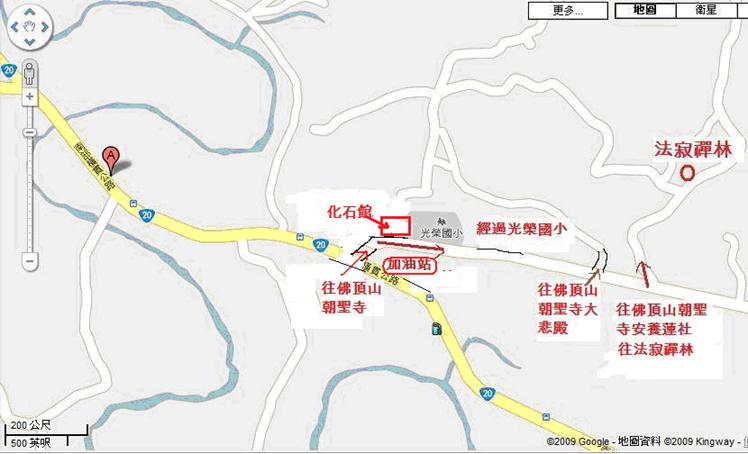 更多...
地圖
衛星
20
A
20
20
化石館
光榮國小
經過光榮國小
法寂禪林
加油站
往佛頂山
朝聖寺
往佛頂山
朝聖寺大
悲殿
往佛頂山朝聖
寺安養蓮社
往法寂禪林
20
20
200 公尺
500 英呎
©2009 Google - 地圖資料 ©2009 Kingway -